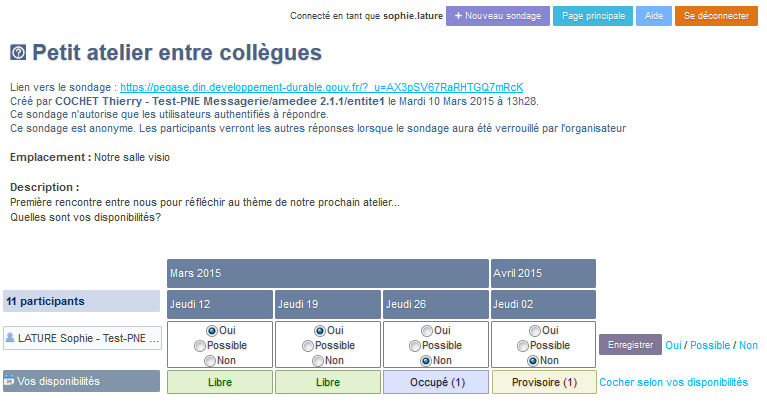 Connecté en tant que sophie.lature + Nouveau sondage Page principale Aide Se déconnecter
Petit atelier entre collègues
Lien vers le sondage : https://pegase.din.developpement-durable.gouv.fr/?_u=AX3pSV67RaRHTGQ7mRcK
Créé par COCHET Thierry - Test-PNE Messagerie/amedee 2.1.1/entite1 le Mardi 10 Mars 2015 à 13h28.
Ce sondage n'autorise que les utilisateurs authentifiés à répondre.
Ce sondage est anonyme. Les participants verront les autres réponses lorsque le sondage aura été verrouillé par l'organisateur
Emplacement : Notre salle visio
Description :
Première rencontre entre nous pour réfléchir au thème de notre prochain atelier...
Quelles sont vos disponibilités?
Mars 2015 Avril 2015
11 participants Jeudi 12 Jeudi 19 Jeudi 26 Jeudi 02
LATURE Sophie - Test-PNE ...
Oui Oui Oui Oui
Possible Possible Possible Possible
Non Non Non Non
Enregistrer Oui / Possible / Non
Vos disponibilités Libre Libre Occupé (1) Provisoire (1) Cocher selon vos disponibilités